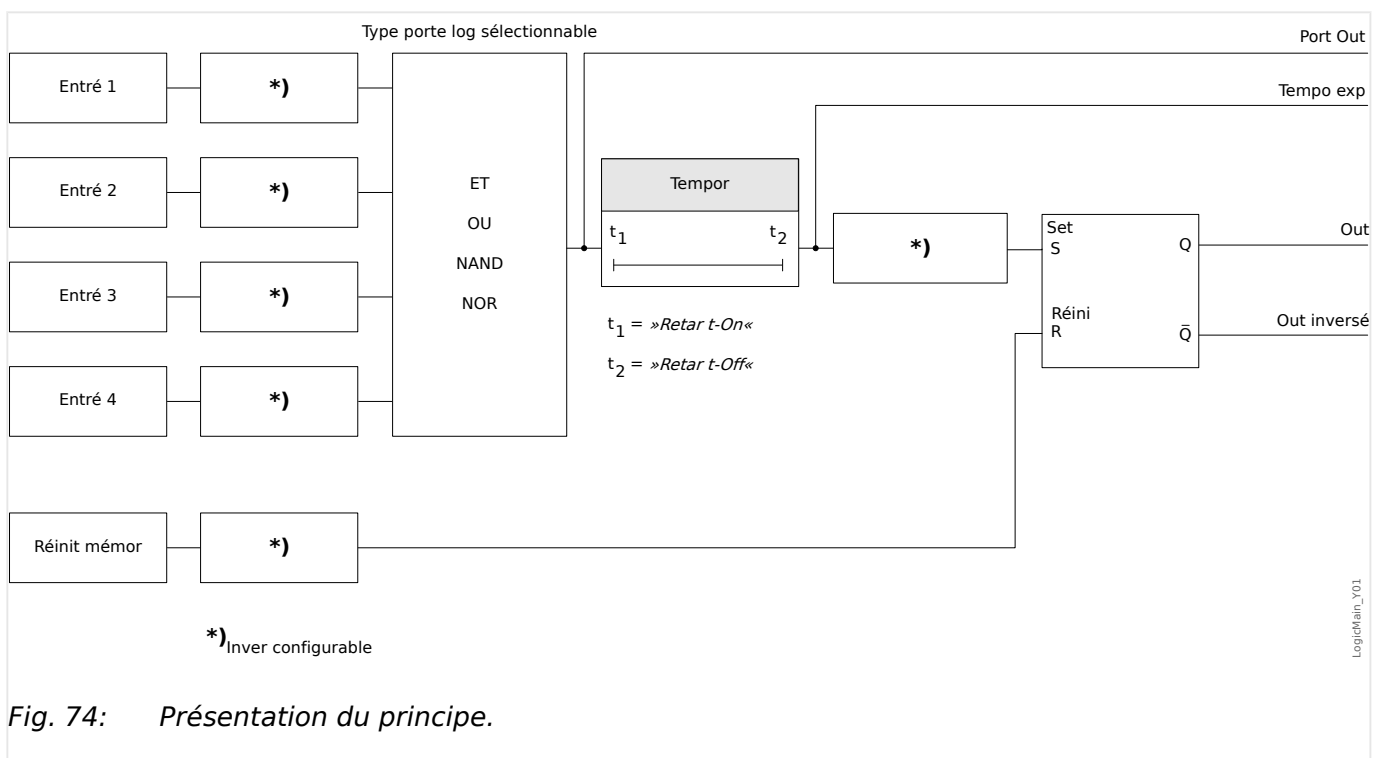 Type porte log sélectionnable
Port Out
Entré 1
*)
Tempo exp
Entré 2
*)
ET
OU
NAND
NOR
Tempor
t1
t2
*)
Set
S
Q
Out
Réini
R
Q̅
Out inversé
Entré 3
*)
t1 = »Retar t-On«
t2 = »Retar t-Off«
Entré 4
*)
Réinit mémor
*)
*)Inver configurable
LogicMain_Y01
Fig. 74: Présentation du principe.